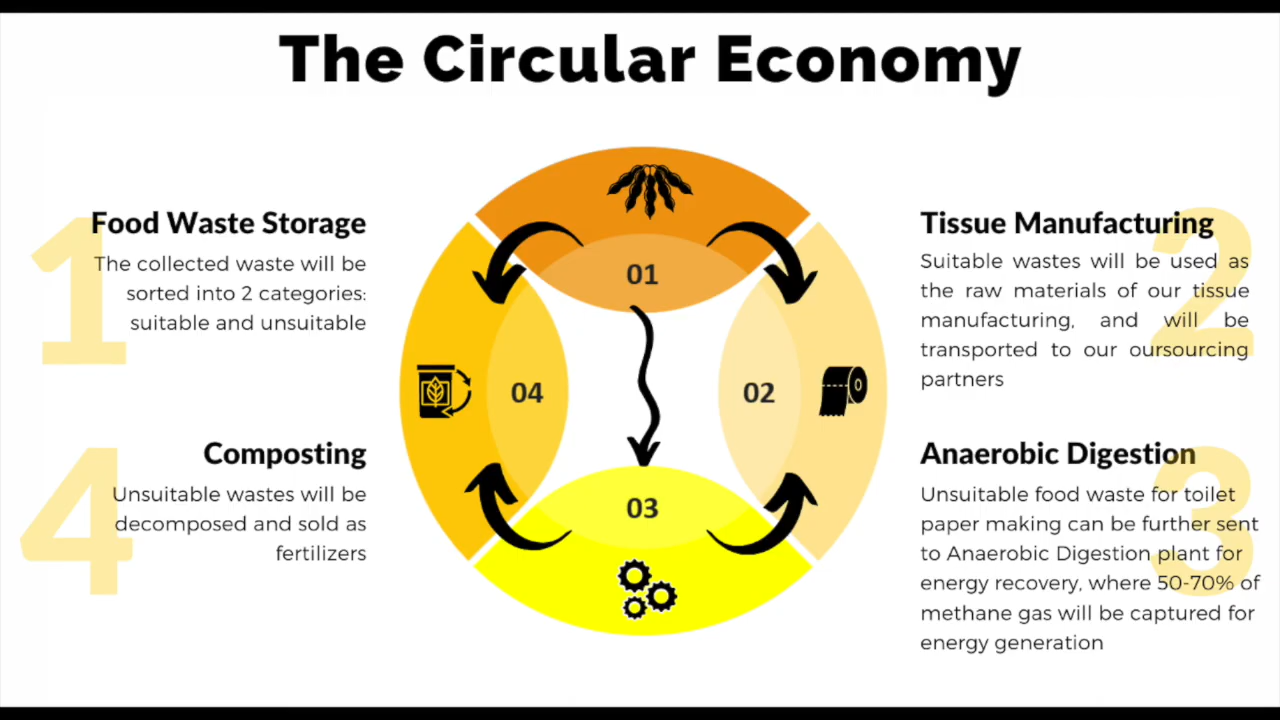 The Circular Economy
1
Food Waste Storage
The collected waste will be
sorted into 2 categories:
suitable and unsuitable
2
Tissue Manufacturing
Suitable wastes will be used as
the raw materials of our tissue
manufacturing, and will be
transported to our oursourcing
partners
01
04
02
03
4
Composting
Unsuitable wastes will be
decomposed and sold as
fertilizers
3
Anaerobic Digestion
Unsuitable food waste for toilet
paper making can be further sent
to Anaerobic Digestion plant for
energy recovery, where 50-70% of
methane gas will be captured for
energy generation